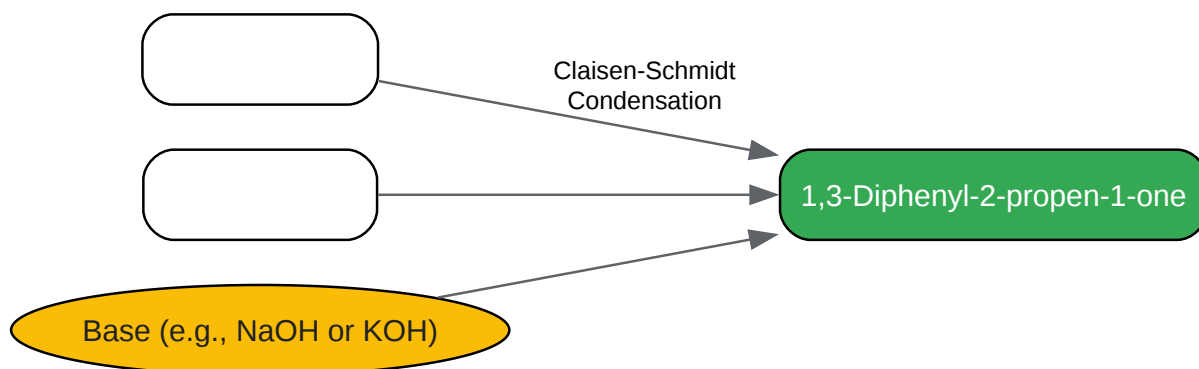 Claisen-Schmidt
Condensation
1,3-Diphenyl-2-propen-1-one
Base (e.g., NaOH or KOH)